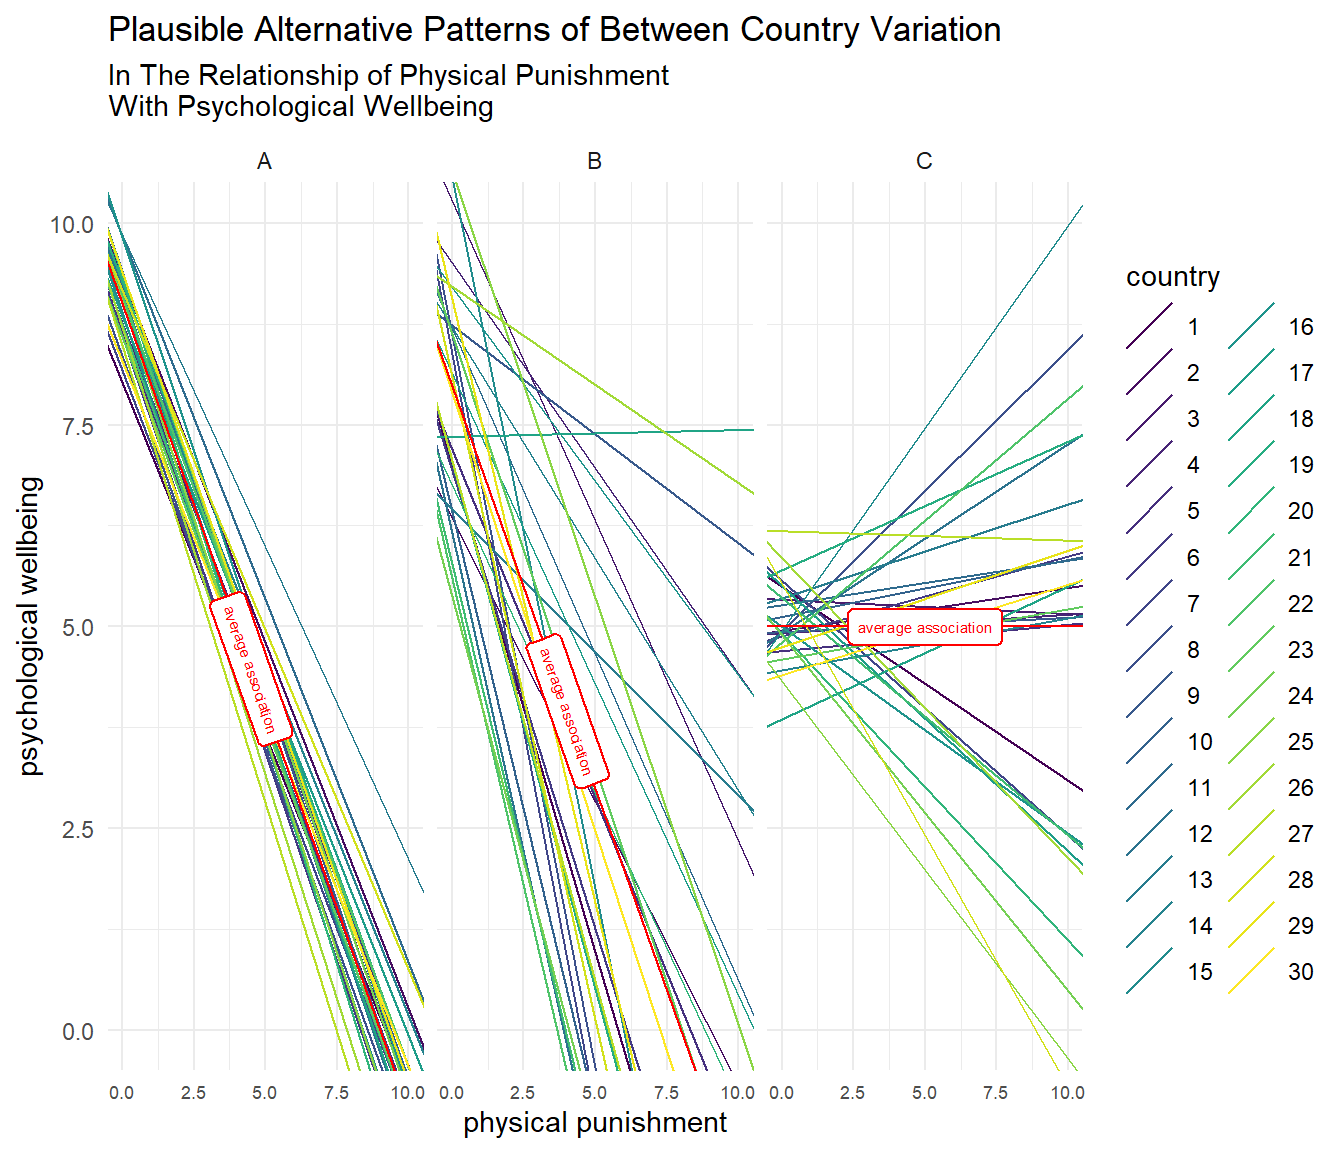 Plausible Alternative Patterns of Between Country Variation
In The Relationship of Physical Punishment
With Psychological Wellbeing
A
B
C
psychological wellbeing
10.0
7.5
5.0
2.5
0.0
average association
average association
average association
0.0 2.5 5.0 7.5 10.0
0.0 2.5 5.0 7.5 10.0
0.0 2.5 5.0 7.5 10.0
physical punishment
country
1 16
2 17
3 18
4 19
5 20
6 21
7 22
8 23
9 24
10 25
11 26
12 27
13 28
14 29
15 30